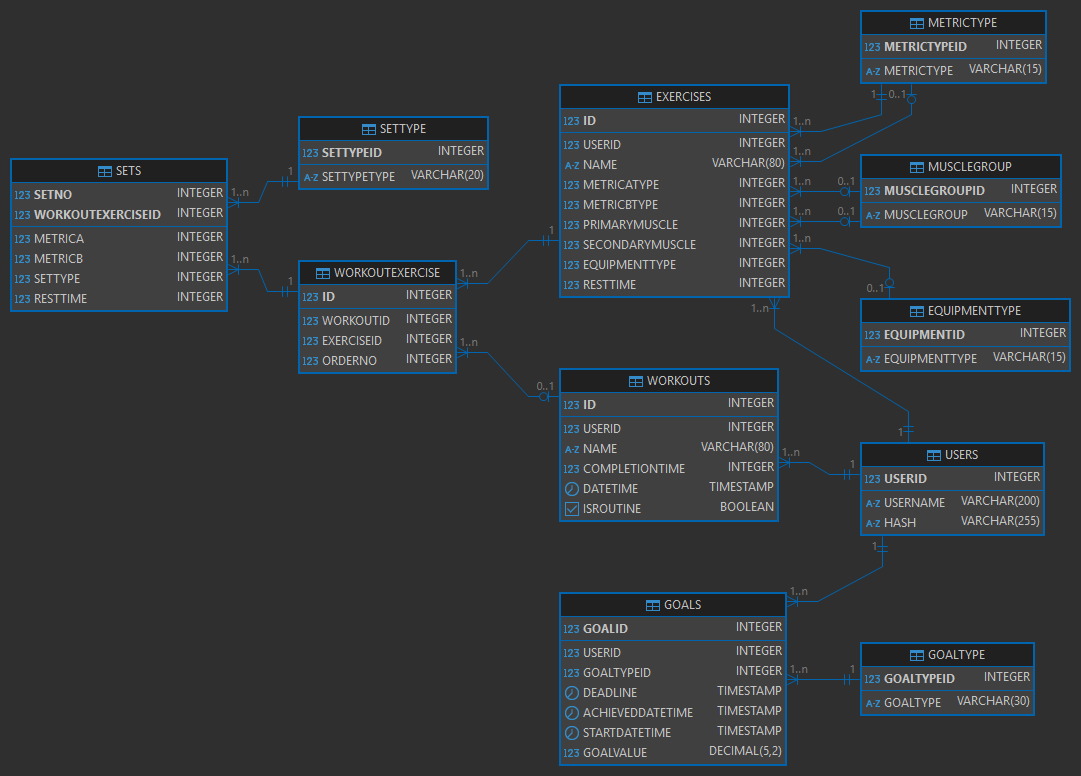 METRICTYPE
123 METRICTYPEID INTEGER
A-Z METRICTYPE VARCHAR(15)
1 0..1
EXERCISES
123 ID INTEGER
123 USERID INTEGER
A-Z NAME VARCHAR(80)
123 METRICATYPE INTEGER
123 METRICBTYPE INTEGER
123 PRIMARYMUSCLE INTEGER
123 SECONDARYMUSCLE INTEGER
123 EQUIPMENTTYPE INTEGER
123 RESTTIME INTEGER
1..n
1..n
1..n
1..n
1..n
1..n
1
SETTYPE
123 SETTYPEID INTEGER
A-Z SETTYPETYPE VARCHAR(20)
1
SETS
123 SETNO INTEGER
123 WORKOUTEXERCISEID INTEGER
123 METRICA INTEGER
123 METRICB INTEGER
123 SETTYPE INTEGER
123 RESTTIME INTEGER
1..n
1..n
MUSCLEGROUP
123 MUSCLEGROUPID INTEGER
A-Z MUSCLEGROUP VARCHAR(15)
0..1
0..1
WORKOUTEXERCISE
123 ID INTEGER
123 WORKOUTID INTEGER
123 EXERCISEID INTEGER
123 ORDERNO INTEGER
1
1..n
1..n
EQUIPMENTTYPE
123 EQUIPMENTID INTEGER
A-Z EQUIPMENTTYPE VARCHAR(15)
0..1
WORKOUTS
123 ID INTEGER
123 USERID INTEGER
A-Z NAME VARCHAR(80)
123 COMPLETIONTIME INTEGER
DATETIME TIMESTAMP
ISROUTINE BOOLEAN
0..1
1..n
USERS
123 USERID INTEGER
A-Z USERNAME VARCHAR(200)
A-Z HASH VARCHAR(255)
1
1
1
GOALS
123 GOALID INTEGER
123 USERID INTEGER
123 GOALTYPEID INTEGER
DEADLINE TIMESTAMP
ACHIEVEDDATETIME TIMESTAMP
STARTDATETIME TIMESTAMP
123 GOALVALUE DECIMAL(5,2)
1..n
1..n
GOALTYPE
123 GOALTYPEID INTEGER
A-Z GOALTYPE VARCHAR(30)
1